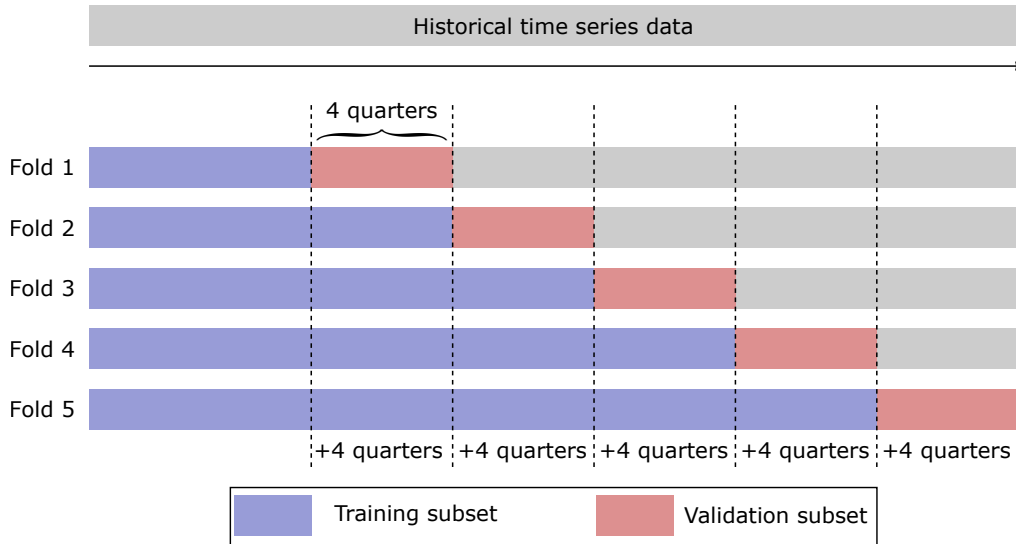 Historical time series data
4 quarters
Fold 1
Fold 2
Fold 3
Fold 4
Fold 5
+4 quarters +4 quarters +4 quarters +4 quarters +4 quarters
Training subset Validation subset